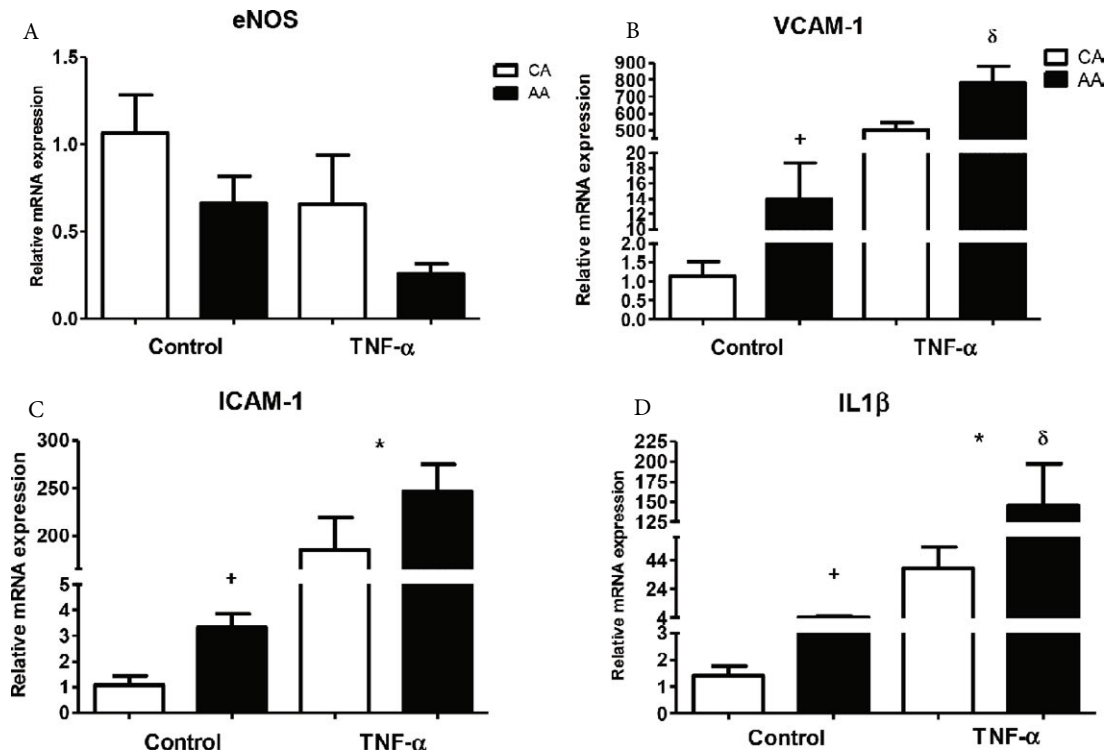 A
eNOS
Relative mRNA expression
1.5
1.0
0.5
0.0
CA
AA
Control
TNF-α
B
VCAM-1
δ
+
Relative mRNA expression
900
800
700
600
500
20
18
16
14
12
10
2.0
1.5
1.0
0.5
0.0
CA
AA
Control
TNF-α
C
ICAM-1
*
+
Relative mRNA expression
300
250
200
5
4
3
2
1
0
Control
TNF-α
D
IL1β
* δ
+
Relative mRNA expression
225
200
175
150
125
44
24
4
3
2
1
0
Control
TNF-α